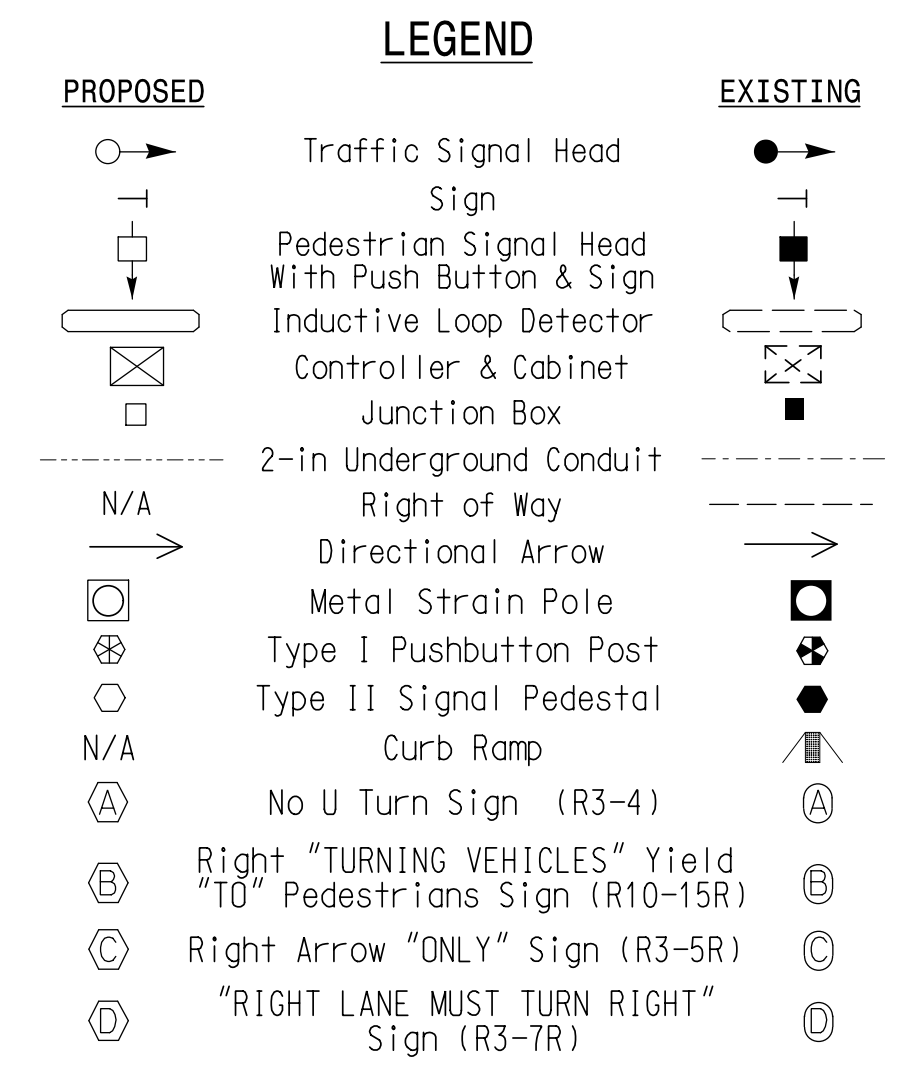 LEGEND
PROPOSED EXISTING
Traffic Signal Head
Sign
Pedestrian Signal Head
With Push Button & Sign
Inductive Loop Detector
Controller & Cabinet
Junction Box
2-in Underground Conduit
N/A Right of Way
Directional Arrow
Metal Strain Pole
Type I Pushbutton Post
Type II Signal Pedestal
N/A Curb Ramp
A No U Turn Sign (R3-4) A
Right "TURNING VEHICLES" Yield
B "TO" Pedestrians Sign (R10-15R) B
C Right Arrow "ONLY" Sign (R3-5R) C
"RIGHT LANE MUST TURN RIGHT"
D Sign (R3-7R) D